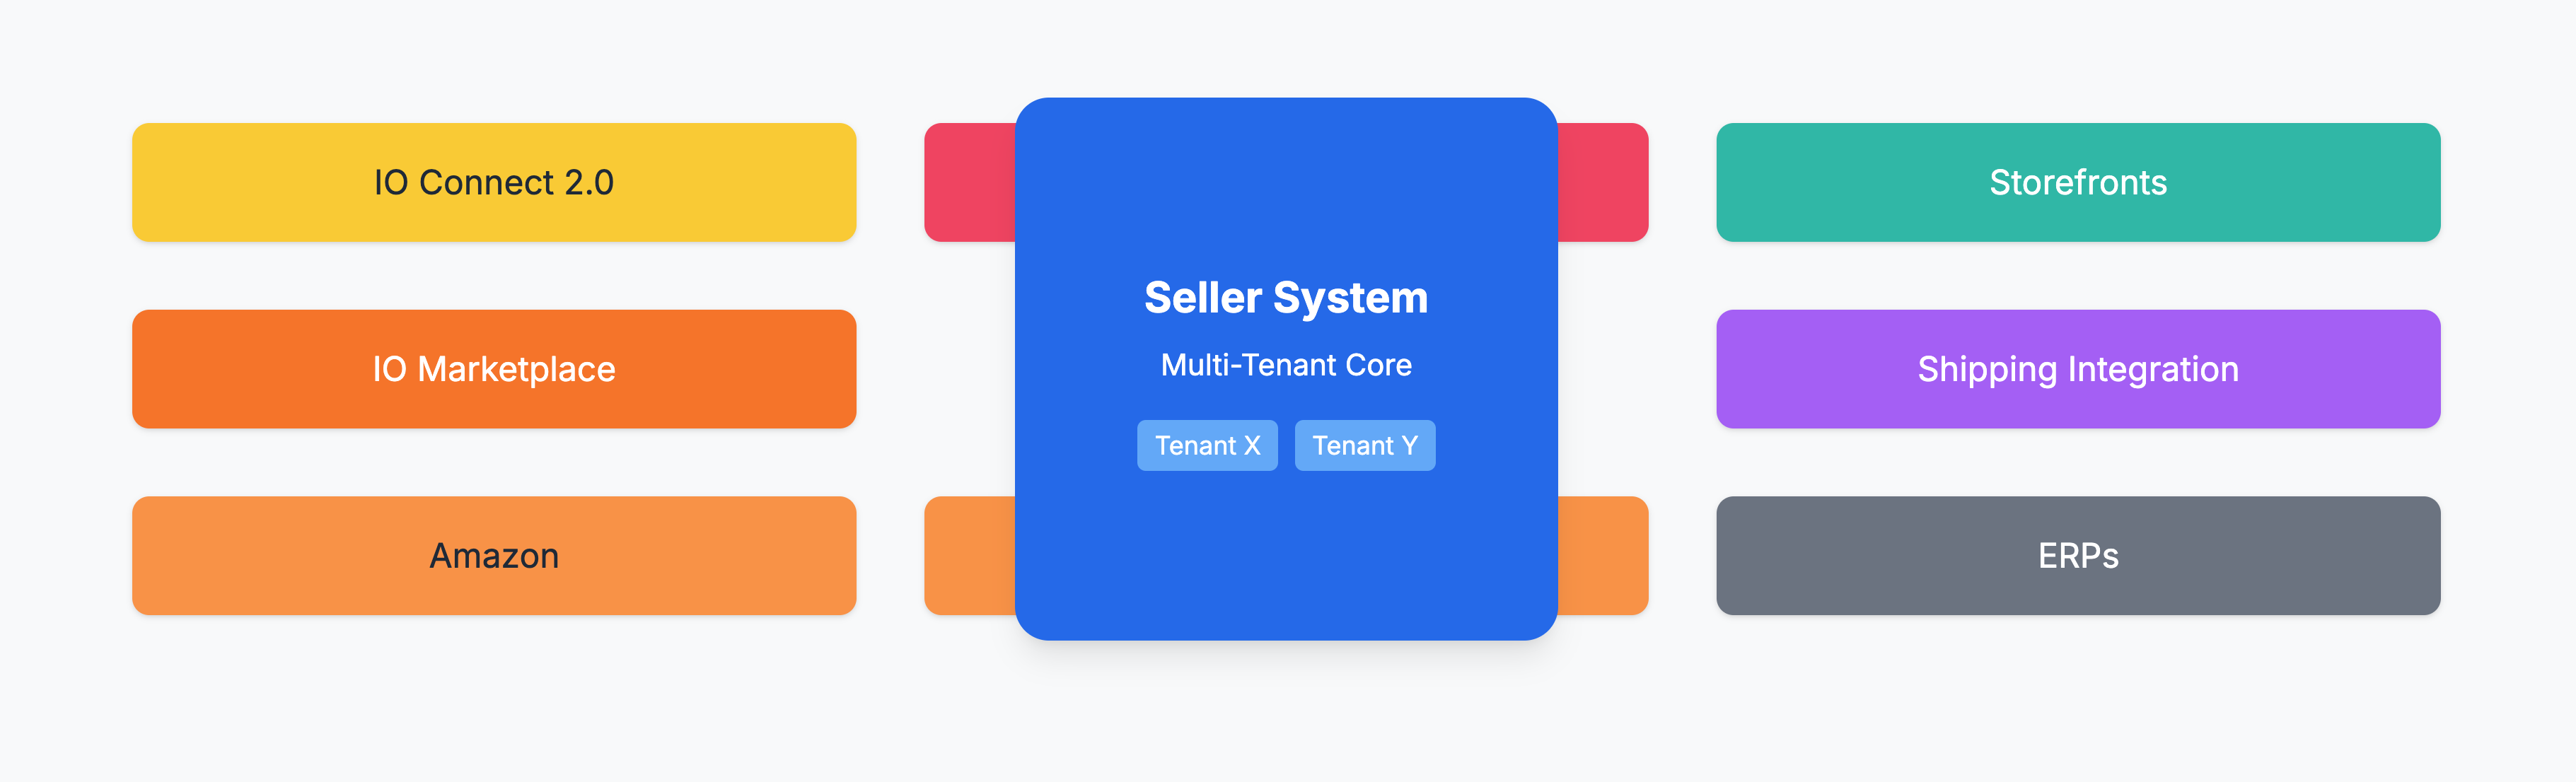 IO Connect 2.0
Storefronts
Seller System
IO Marketplace
Multi-Tenant Core
Shipping Integration
Tenant X
Tenant Y
Amazon
ERPs